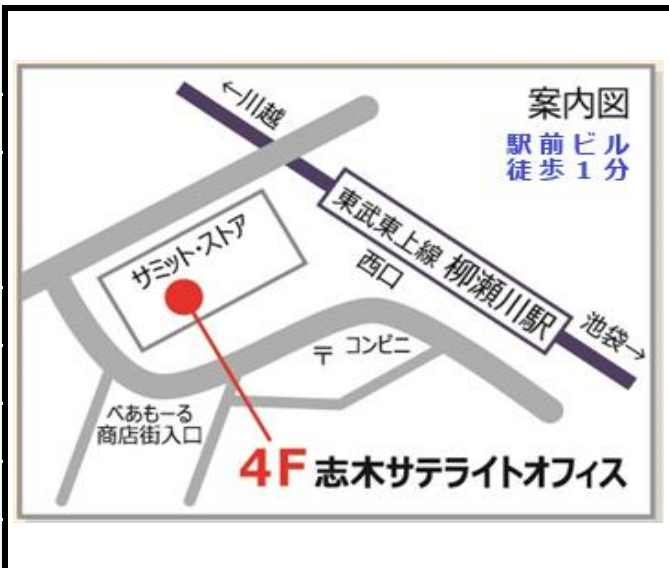 案内図
駅前ビル
徒歩1分
←川越
東武東上線 柳瀬川駅
西口
池袋→
サミット・ストア
〒 コンビニ
ぺあもーる
商店街入口
4F 志木サテライトオフィス